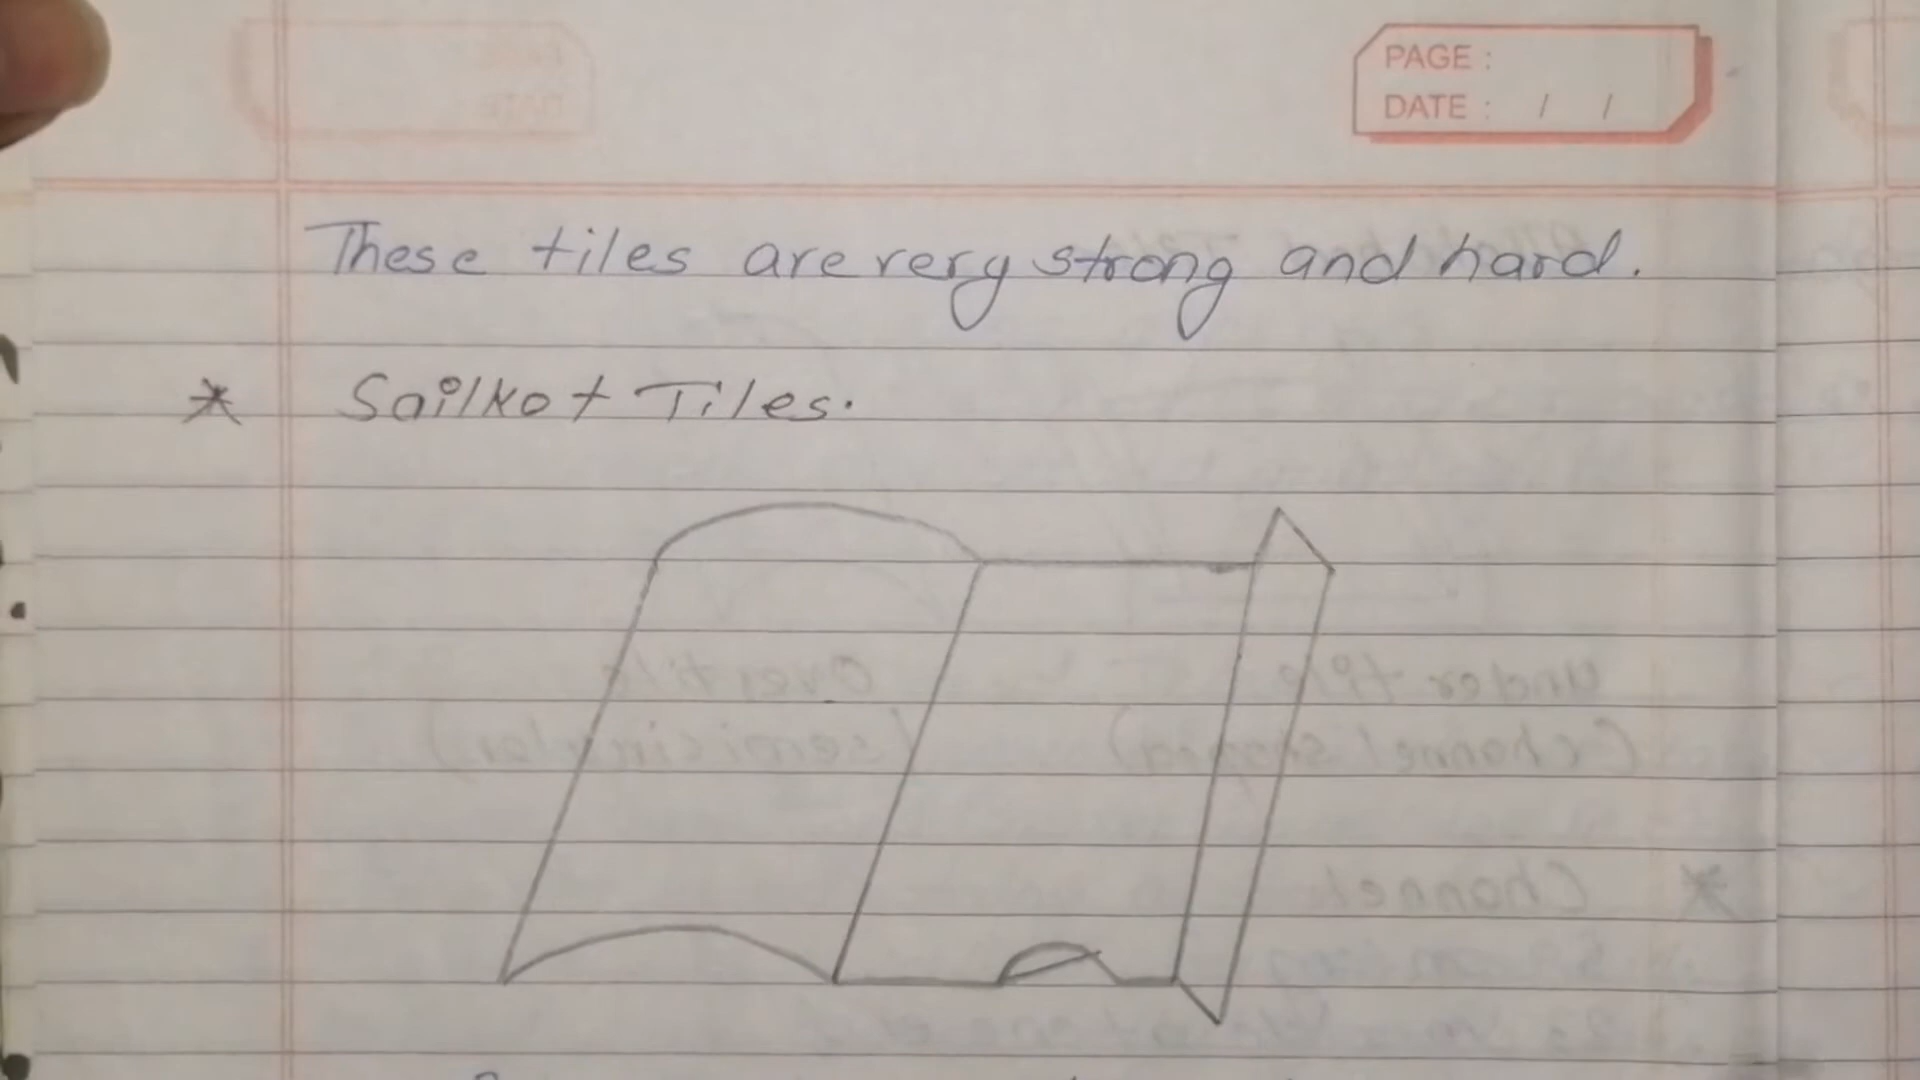 PAGE :
DATE : / /
These tiles are very strong and hard.
* Sailkot Tiles.